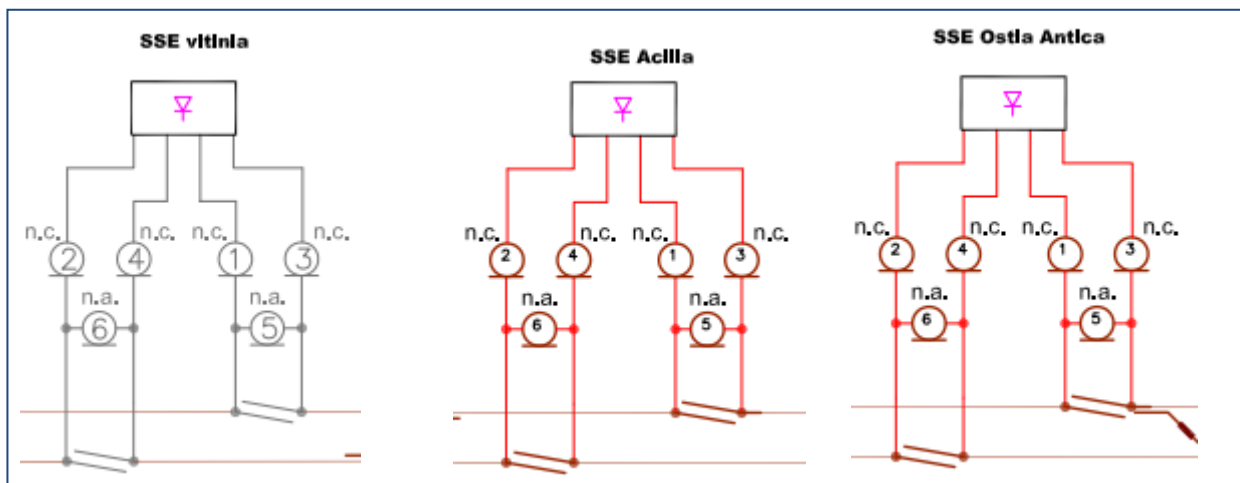 SSE vitinia
SSE Acilia
SSE Ostia Antica
n.c. n.c. n.c. n.c.
2 4 1 3
n.a. n.a.
6 5
n.c. n.c. n.c. n.c.
2 4 1 3
n.a. n.a.
6 5
n.c. n.c. n.c. n.c.
2 4 1 3
n.a. n.a.
6 5